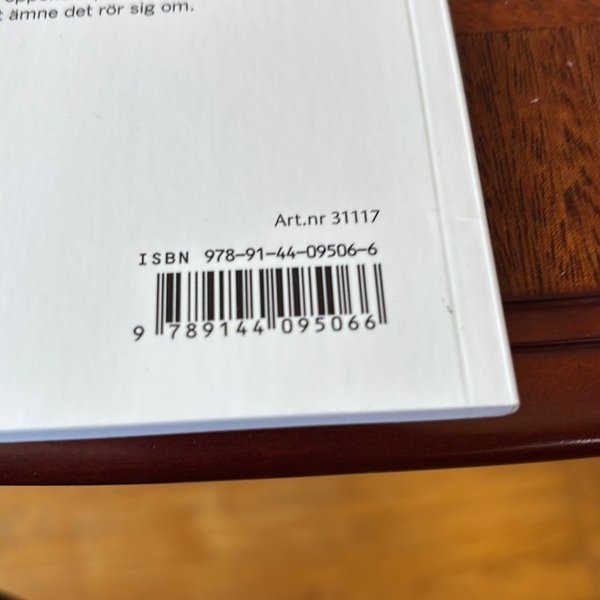 ämne det rör sig om.
Art.nr 31117
ISBN 978-91-44-09506-6
9 789144 095066